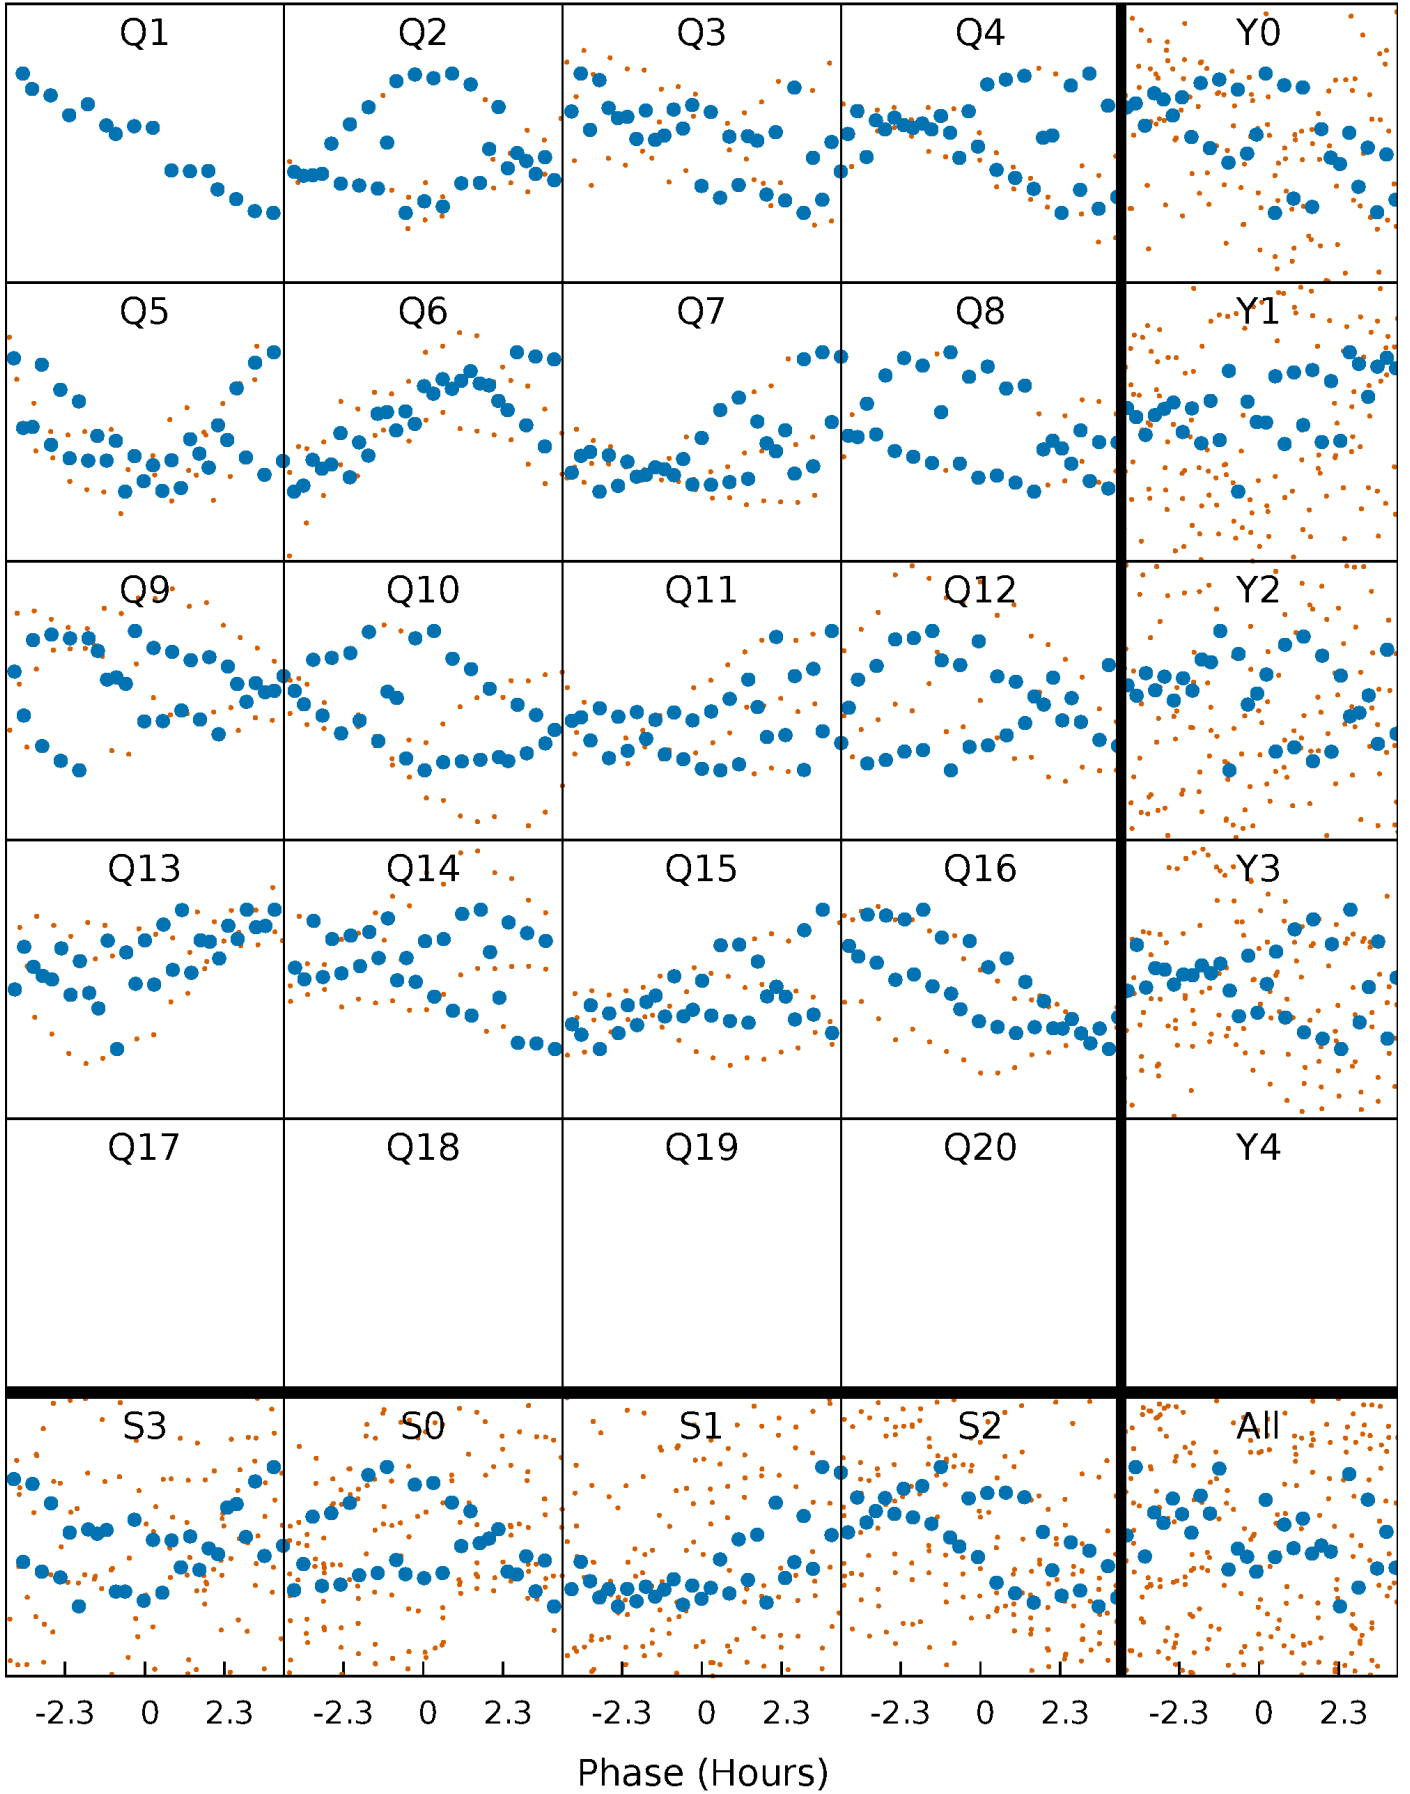 Q1 Q2 Q3 Q4 Y0
Q5 Q6 Q7 Q8 Y1
Q9 Q10 Q11 Q12 Y2
Q13 Q14 Q15 Q16 Y3
Q17 Q18 Q19 Q20 Y4
S3 S0 S1 S2 All
-2.3 0 2.3 -2.3 0 2.3 -2.3 0 2.3 -2.3 0 2.3 -2.3 0 2.3
Phase (Hours)